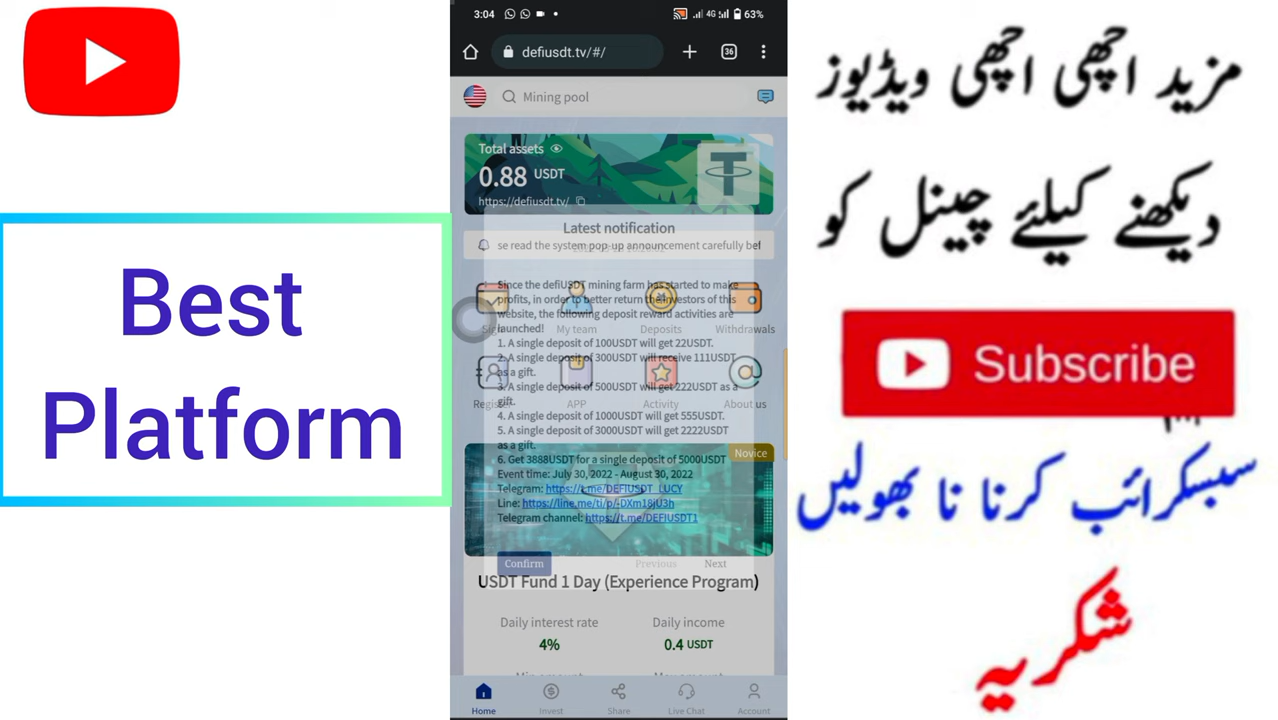 Best
Platform
3:04
4G
63%
defiusdt.tv/#/
36
Mining pool
Total assets
0.88 USDT
https://defiusdt.tv/
Latest notification
se read the system pop up announcement carefully bef
Since the defiUSDT mining farm has started to make
profits, in order to better return the investors of this
website, the following deposit reward activities are
launched!
1. A single deposit of 100USDT will get 22USDT.
2. A single deposit of 300USDT will receive 111USDT
as a gift.
3. A single deposit of 500USDT will get 222USDT as a
gift.
4. A single deposit of 1000USDT will get 555USDT.
5. A single deposit of 3000USDT will get 2222USDT
as a gift.
6. Get 3888USDT for a single deposit of 5000USDT
Event time: July 30, 2022 - August 30, 2022
Telegram: https://t.me/DEFIUSDT_LUCY
Line: https://line.me/ti/p/-DXm18jU3h
Telegram channel: https://t.me/DEFIUSDT1
Confirm Previous Next
My team Deposits Withdrawals
APP Activity About us
Novice
USDT Fund 1 Day (Experience Program)
Daily interest rate Daily income
4% 0.4 USDT
Home Invest Share Live Chat Account
مزید اچھی اچھی ویڈیوز
دیکھنے کیلئے چینل کو
Subscribe
سبسکرائب کرنا نا بھولیں
شکریہ